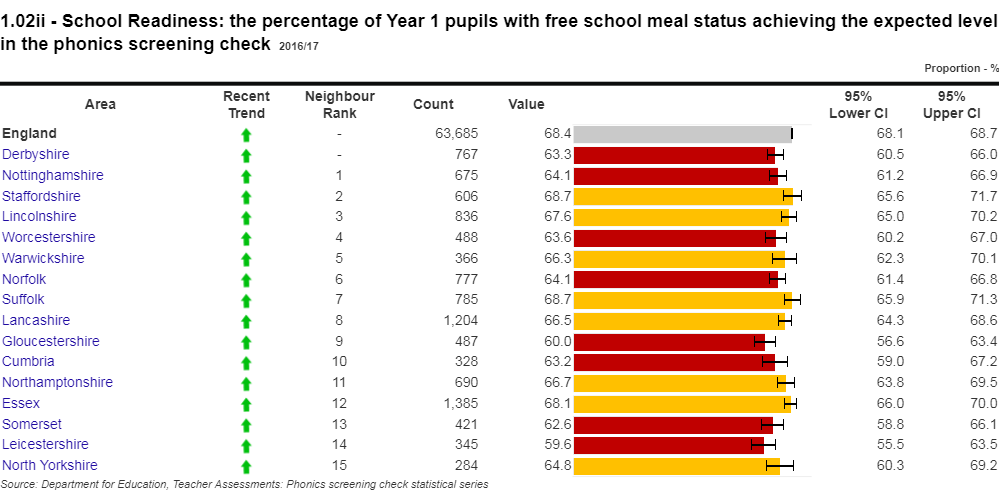 1.02ii - School Readiness: the percentage of Year 1 pupils with free school meal status achieving the expected level
in the phonics screening check 2016/17
Proportion - %
Area Recent Trend Neighbour Rank Count Value 95% Lower CI 95% Upper CI
England - 63,685 68.4 68.1 68.7
Derbyshire - 767 63.3 60.5 66.0
Nottinghamshire 1 675 64.1 61.2 66.9
Staffordshire 2 606 68.7 65.6 71.7
Lincolnshire 3 836 67.6 65.0 70.2
Worcestershire 4 488 63.6 60.2 67.0
Warwickshire 5 366 66.3 62.3 70.1
Norfolk 6 777 64.1 61.4 66.8
Suffolk 7 785 68.7 65.9 71.3
Lancashire 8 1,204 66.5 64.3 68.6
Gloucestershire 9 487 60.0 56.6 63.4
Cumbria 10 328 63.2 59.0 67.2
Northamptonshire 11 690 66.7 63.8 69.5
Essex 12 1,385 68.1 66.0 70.0
Somerset 13 421 62.6 58.8 66.1
Leicestershire 14 345 59.6 55.5 63.5
North Yorkshire 15 284 64.8 60.3 69.2
Source: Department for Education, Teacher Assessments: Phonics screening check statistical series